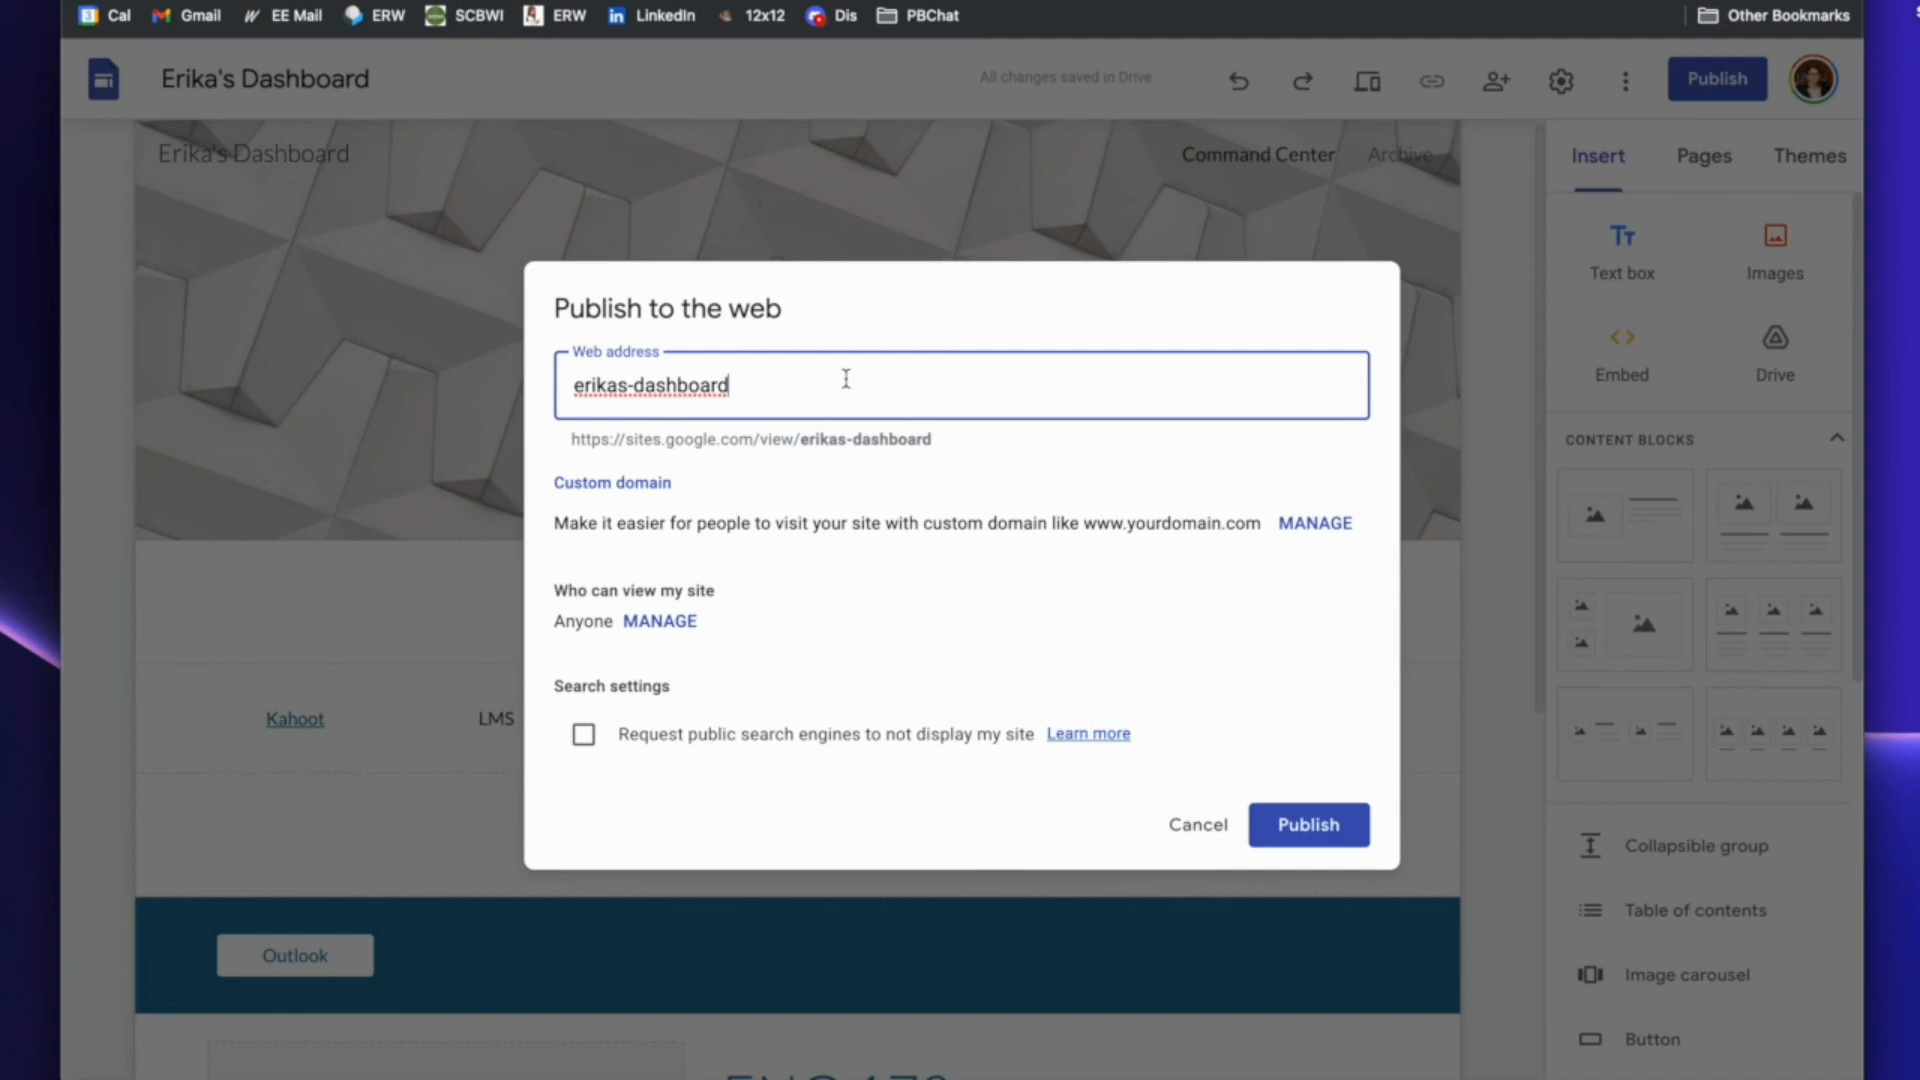 Cal Gmail EE Mail ERW SCBWI ERW LinkedIn 12x12 Dis PBChat Other Bookmarks
Erika's Dashboard All changes saved in Drive Publish
Erika's Dashboard Command Center Archive
Insert Pages Themes
Text box Images
Embed Drive
CONTENT BLOCKS
Publish to the web
Web address
erikas-dashboard
https://sites.google.com/view/erikas-dashboard
Custom domain
Make it easier for people to visit your site with custom domain like www.yourdomain.com MANAGE
Who can view my site
Anyone MANAGE
Search settings
Request public search engines to not display my site Learn more
Cancel Publish
Kahoot LMS
Outlook
Collapsible group
Table of contents
Image carousel
Button